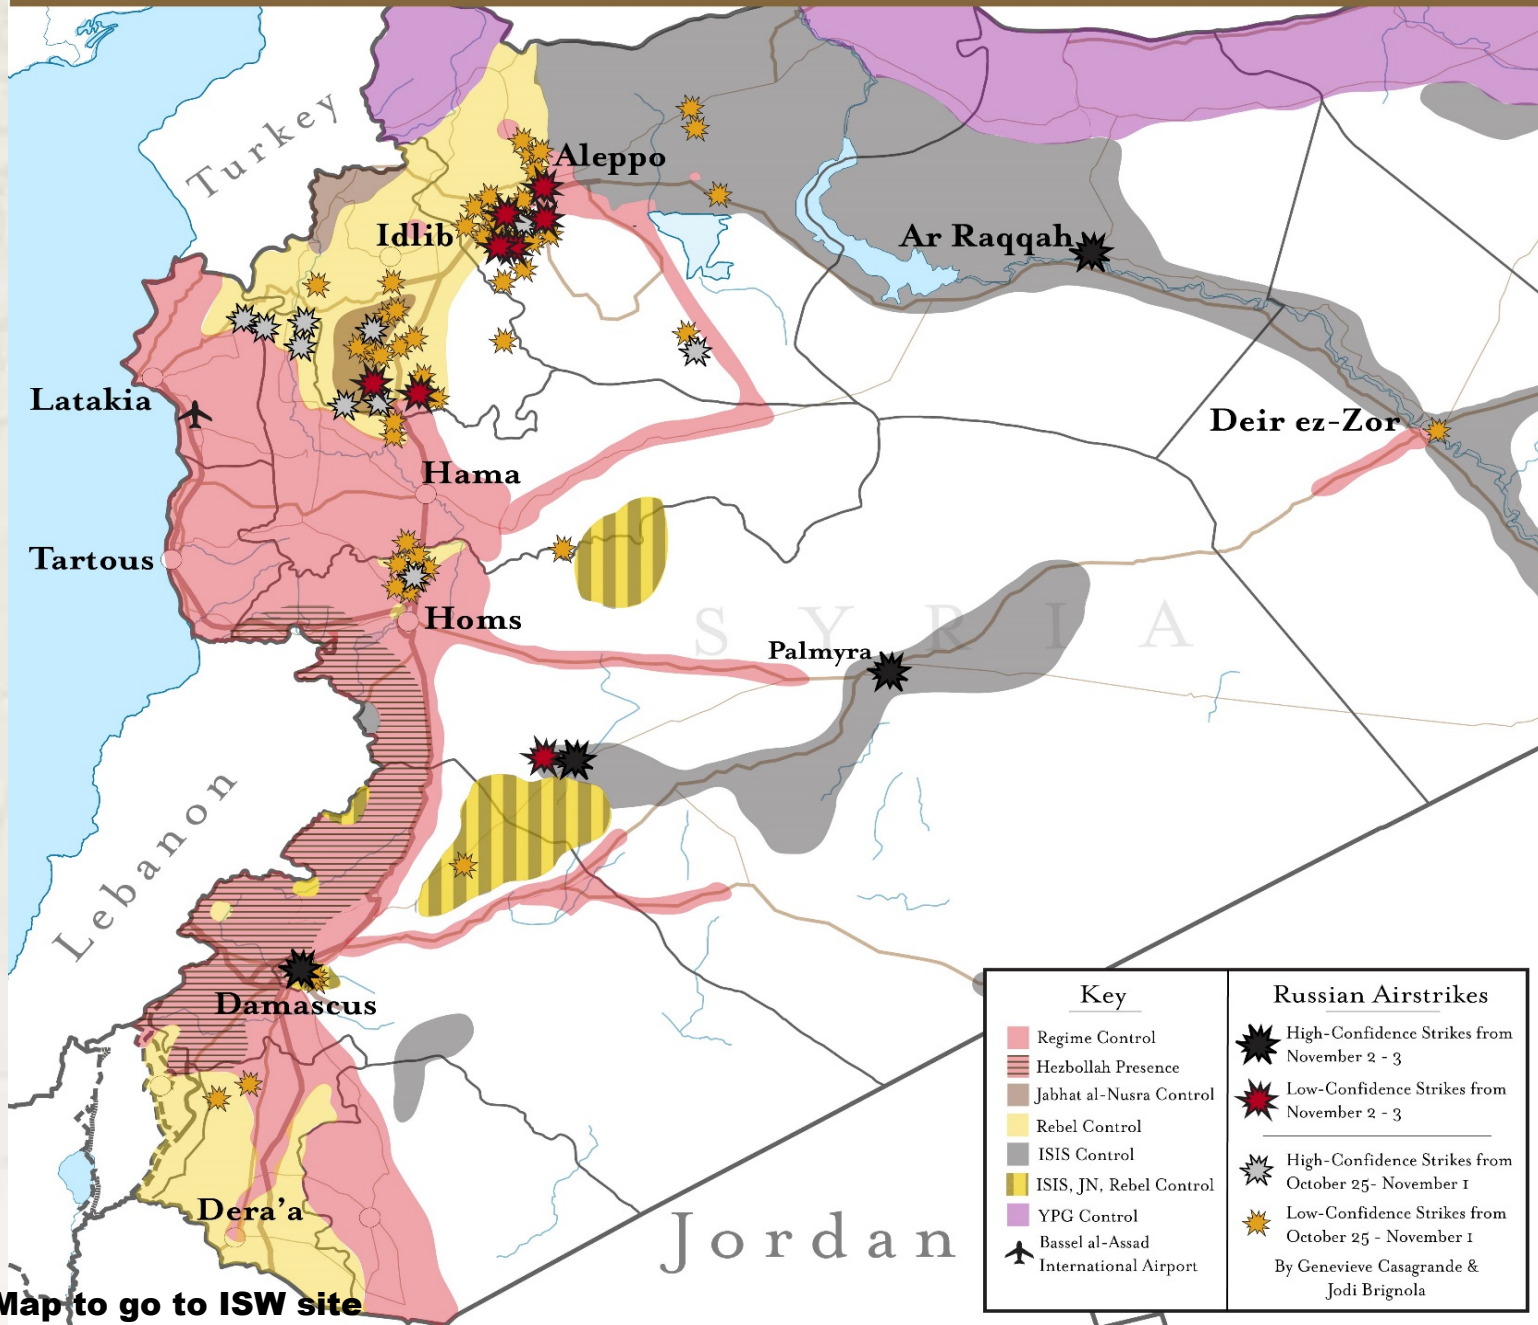 Turkey
Aleppo
Idlib
Ar Raqqah
Latakia
Deir ez-Zor
Hama
Tartous
Homs
SYRIA
Palmyra
Lebanon
Damascus
Dera'a
Jordan
Map to go to ISW site
Key
Regime Control
Hezbollah Presence
Jabhat al-Nusra Control
Rebel Control
ISIS Control
ISIS, JN, Rebel Control
YPG Control
Bassel al-Assad
International Airport
Russian Airstrikes
High-Confidence Strikes from
November 2 - 3
Low-Confidence Strikes from
November 2 - 3
High-Confidence Strikes from
October 25- November 1
Low-Confidence Strikes from
October 25 - November 1
By Genevieve Casagrande &
Jodi Brignola